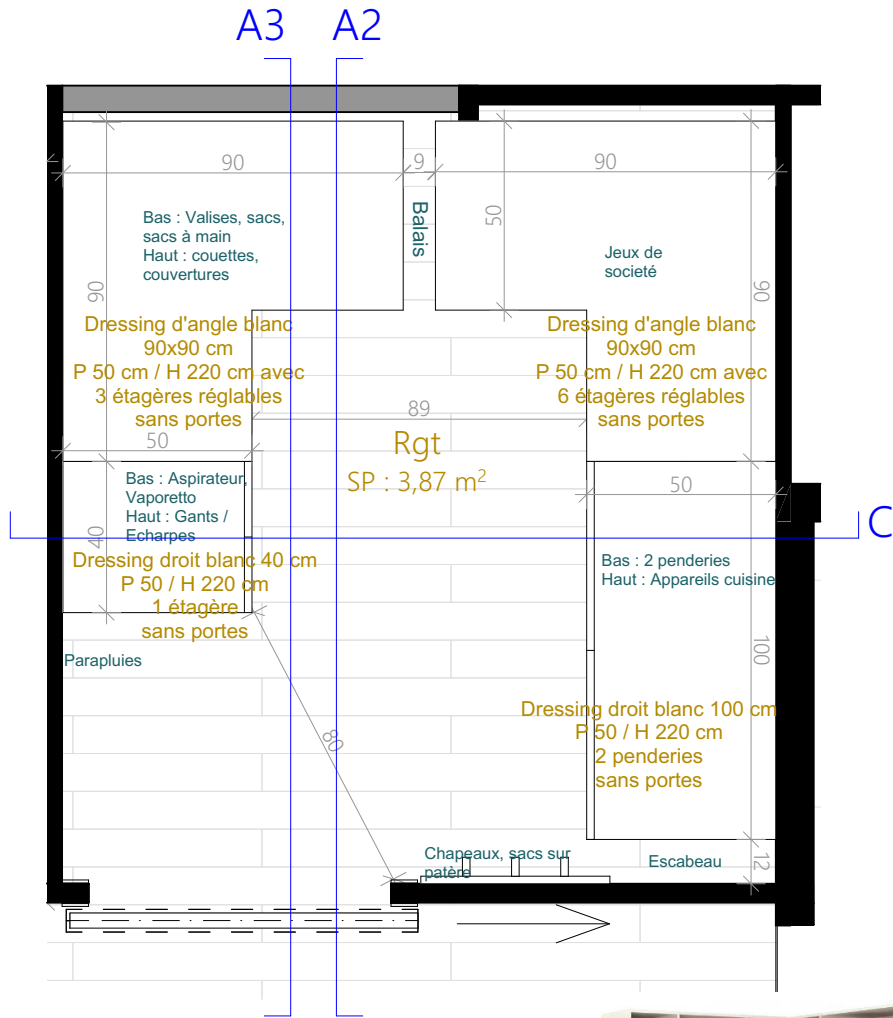 A3 A2
90
9
90
Balais
50
Bas : Valises, sacs,
sacs à main
Haut : couettes,
couvertures
Jeux de
societé
90
90
Dressing d'angle blanc
90x90 cm
P 50 cm / H 220 cm avec
3 étagères réglables
sans portes
Dressing d'angle blanc
90x90 cm
P 50 cm / H 220 cm avec
6 étagères réglables
sans portes
89
50
Rgt
SP : 3,87 m²
50
Bas : Aspirateur,
Vaporetto
Haut : Gants /
Echarpes
40
C
Dressing droit blanc 40 cm
P 50 / H 220 cm
1 étagère
sans portes
Bas : 2 penderies
Haut : Appareils cuisine
100
Parapluies
80
Dressing droit blanc 100 cm
P 50 / H 220 cm
2 penderies
sans portes
Chapeaux, sacs sur
patère
Escabeau
12